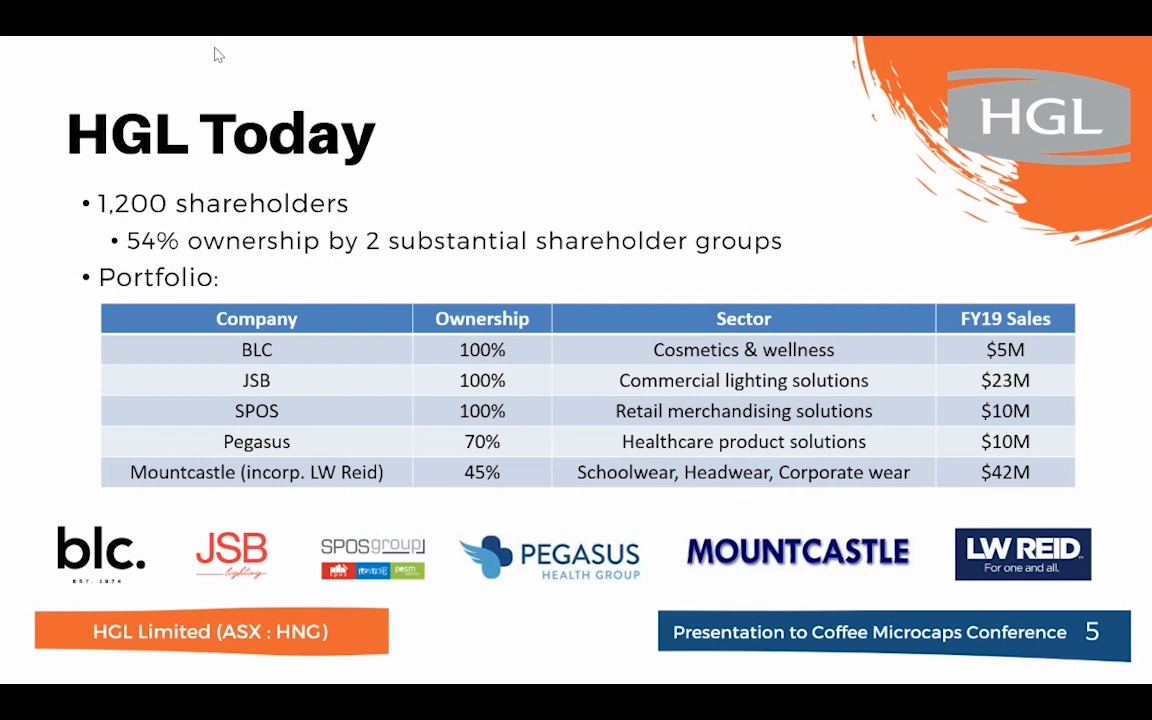 HGL
HGL Today
• 1,200 shareholders
• 54% ownership by 2 substantial shareholder groups
• Portfolio:
Company Ownership Sector FY19 Sales
BLC 100% Cosmetics & wellness $5M
JSB 100% Commercial lighting solutions $23M
SPOS 100% Retail merchandising solutions $10M
Pegasus 70% Healthcare product solutions $10M
Mountcastle (incorp. LW Reid) 45% Schoolwear, Headwear, Corporate wear $42M
blc.
EST. 1974
JSB
lighting
SPOSgroup
spos
posm
PEGASUS
HEALTH GROUP
MOUNTCASTLE
LW REID™
For one and all.
HGL Limited (ASX : HNG)
Presentation to Coffee Microcaps Conference 5